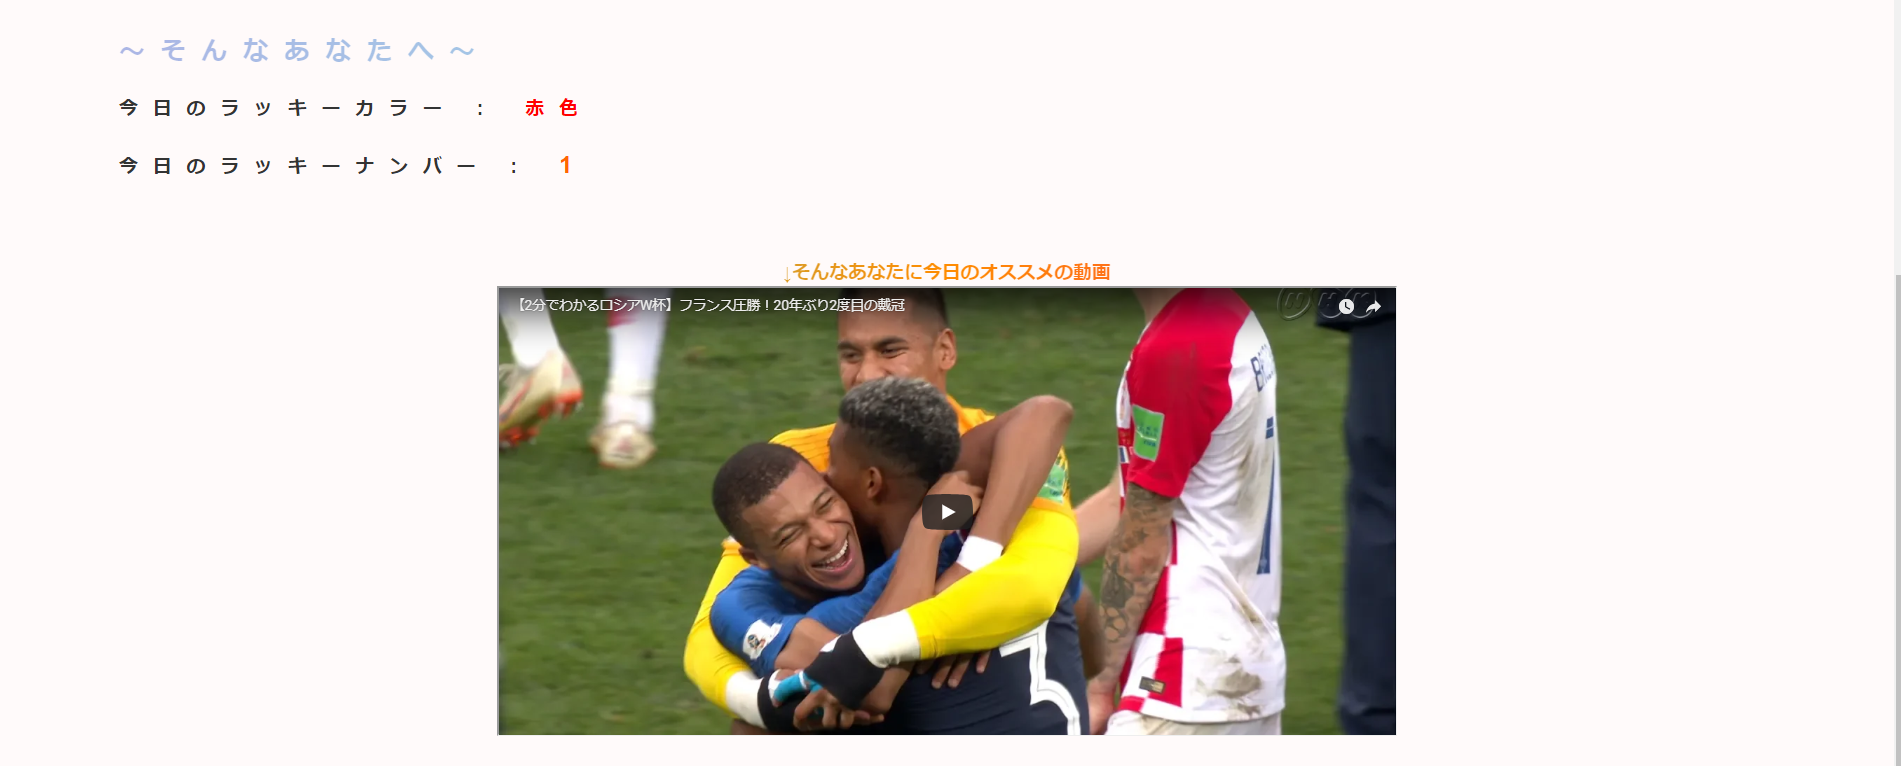 ～そんなあなたへ～
今日のラッキーカラー : 赤色
今日のラッキーナンバー : 1
↓そんなあなたに今日のオススメの動画
【2分でわかるロシアW杯】フランス圧勝！20年ぶり2度目の戴冠
NHK